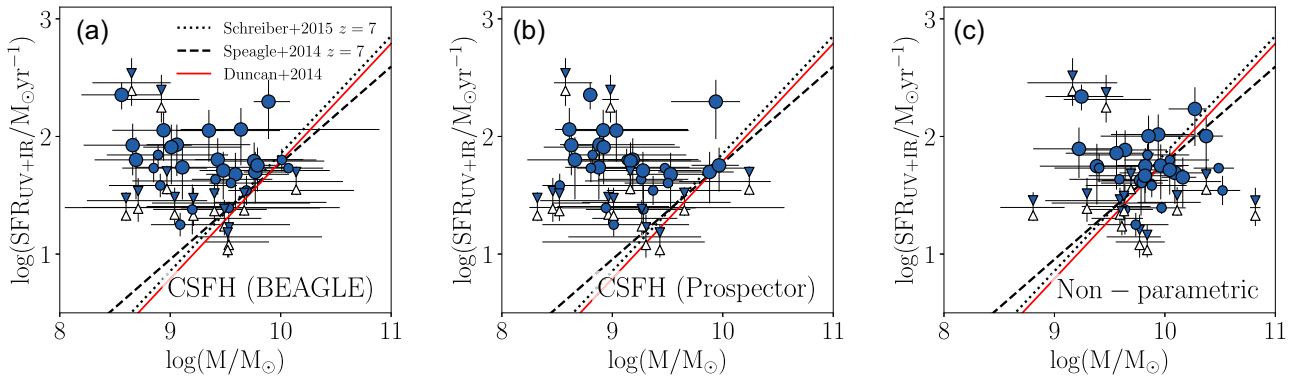 (a)
Schreiber+2015 z = 7
Speagle+2014 z = 7
Duncan+2014
CSFH (BEAGLE)
log(SFR_UV+IR/M⊙yr⁻¹)
3
2
1
8 9 10 11
log(M/M⊙)
(b)
CSFH (Prospector)
log(SFR_UV+IR/M⊙yr⁻¹)
3
2
1
8 9 10 11
log(M/M⊙)
(c)
Non − parametric
log(SFR_UV+IR/M⊙yr⁻¹)
3
2
1
8 9 10 11
log(M/M⊙)